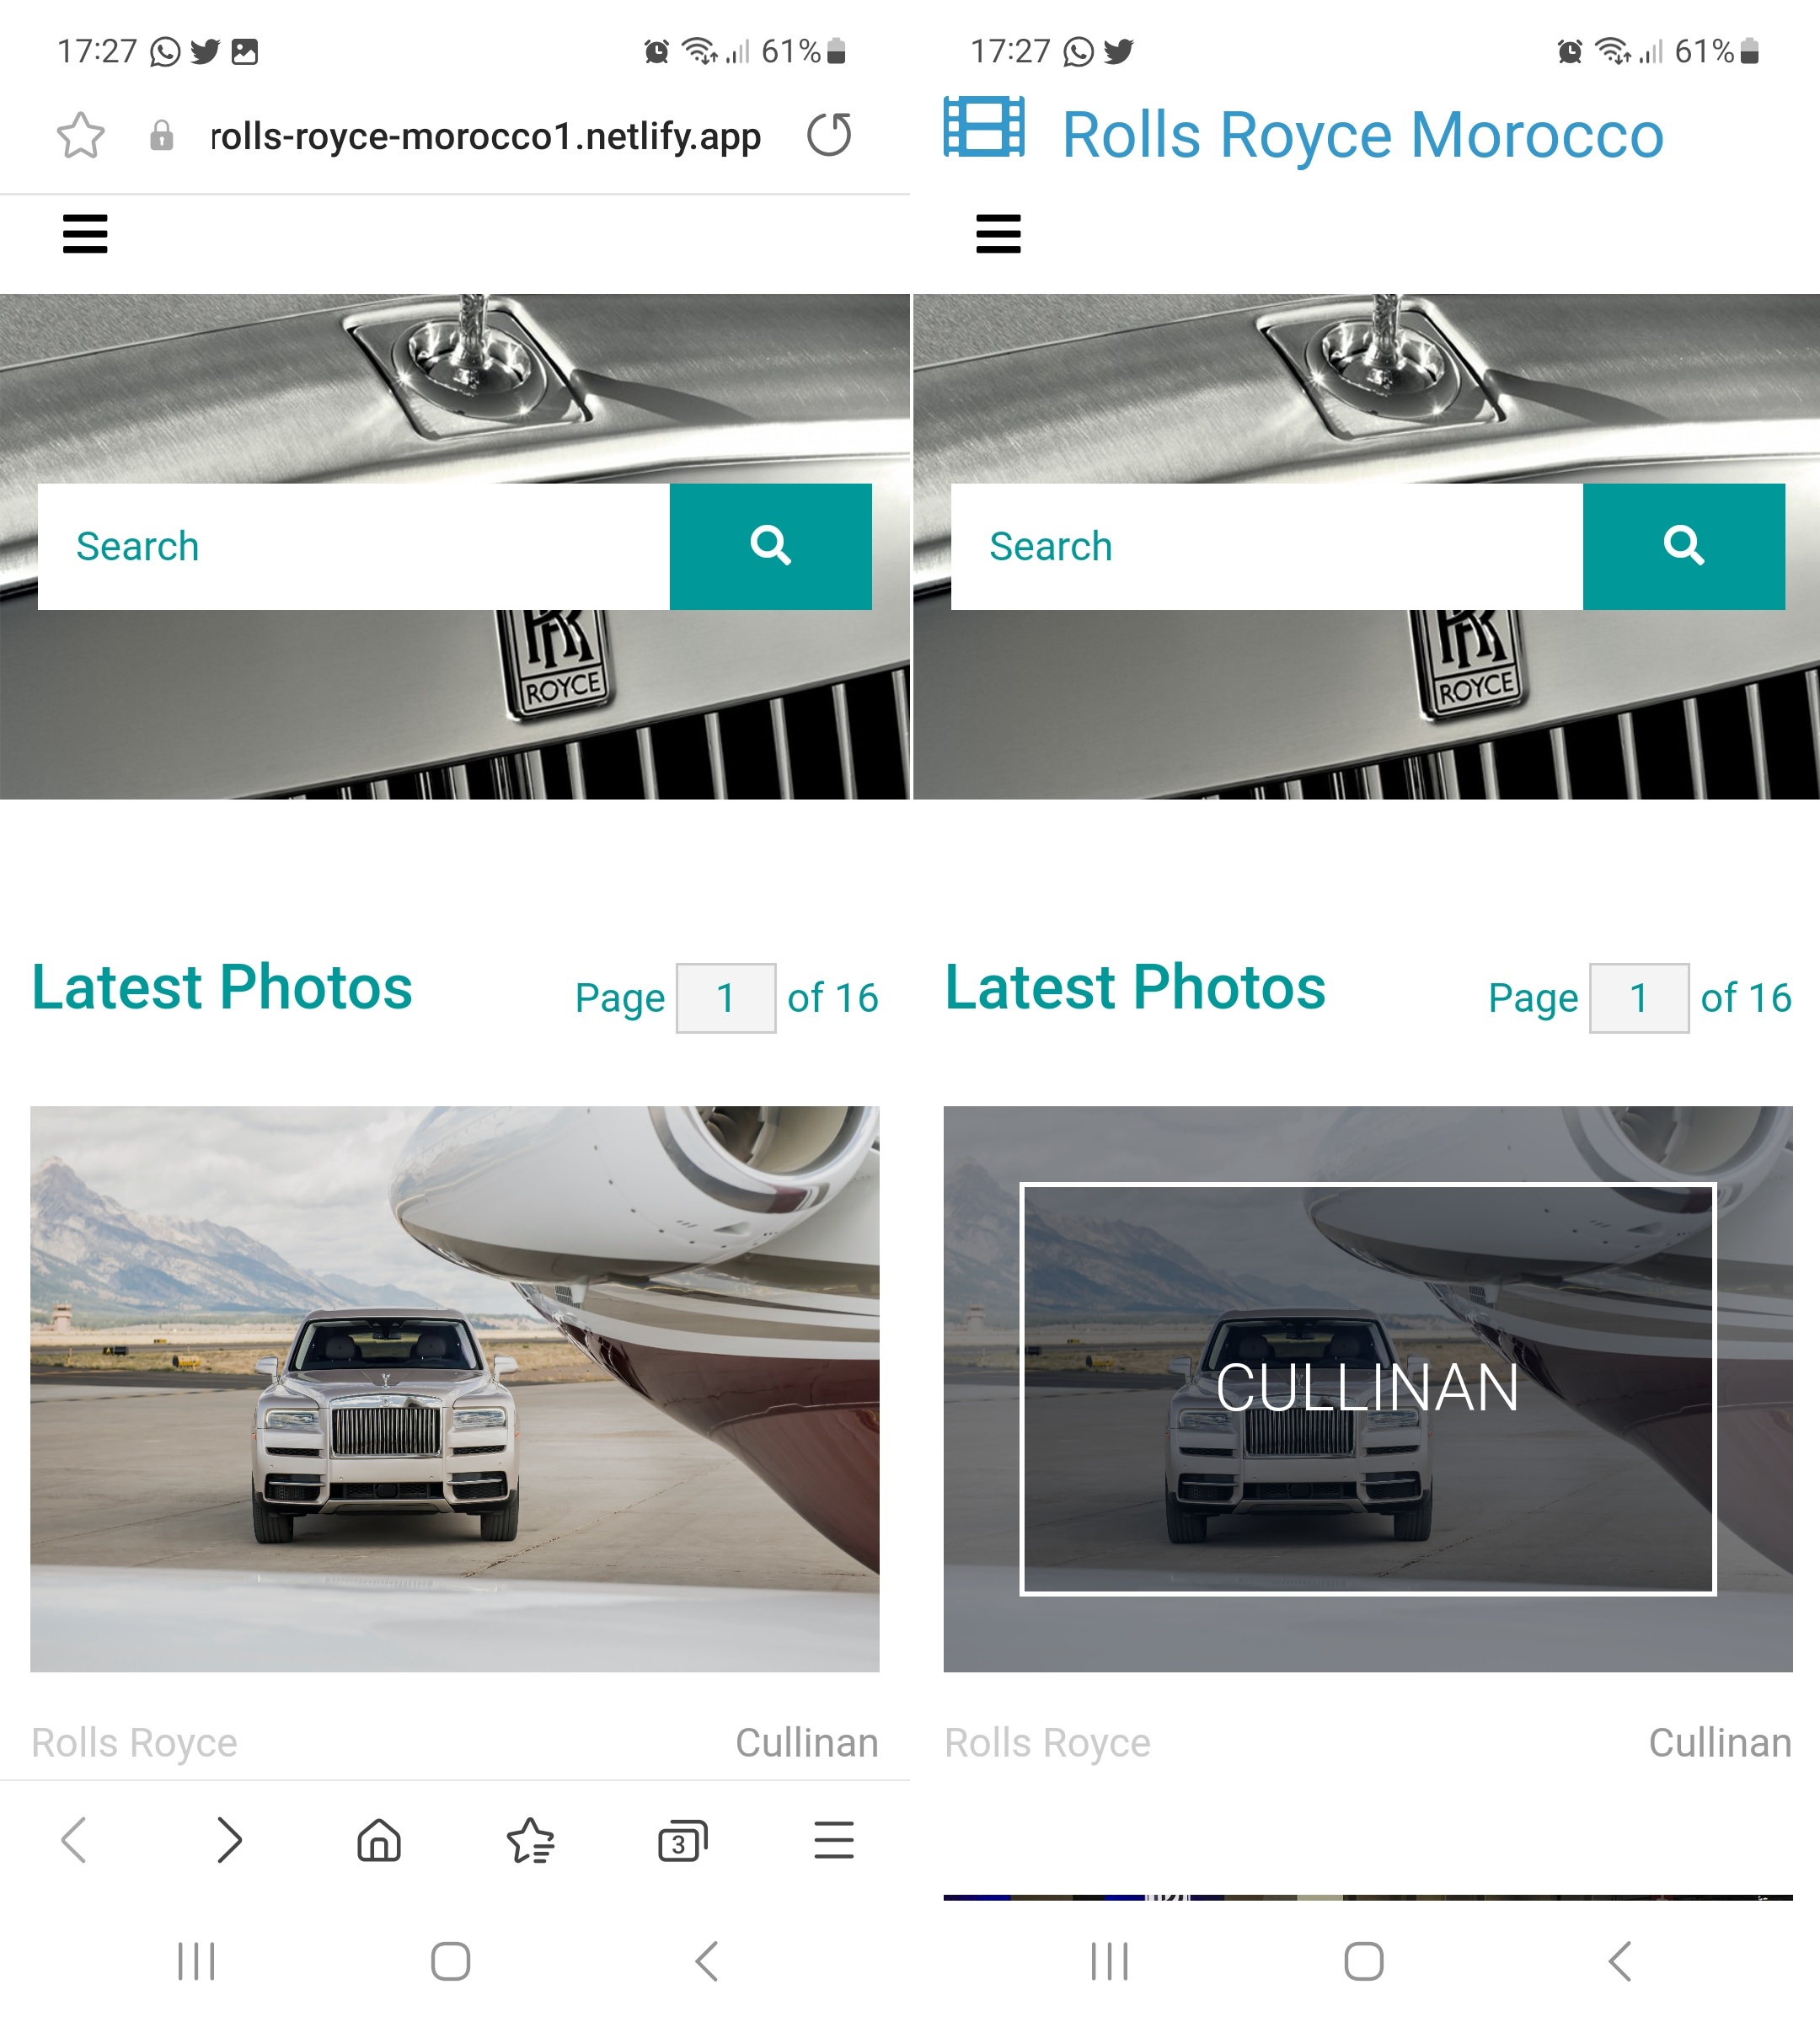 17:27
61%
rolls-royce-morocco1.netlify.app
Search
ROYCE
Latest Photos
Page 1 of 16
Rolls Royce
Cullinan
3
17:27
61%
Rolls Royce Morocco
Search
ROYCE
Latest Photos
Page 1 of 16
CULLINAN
Rolls Royce
Cullinan